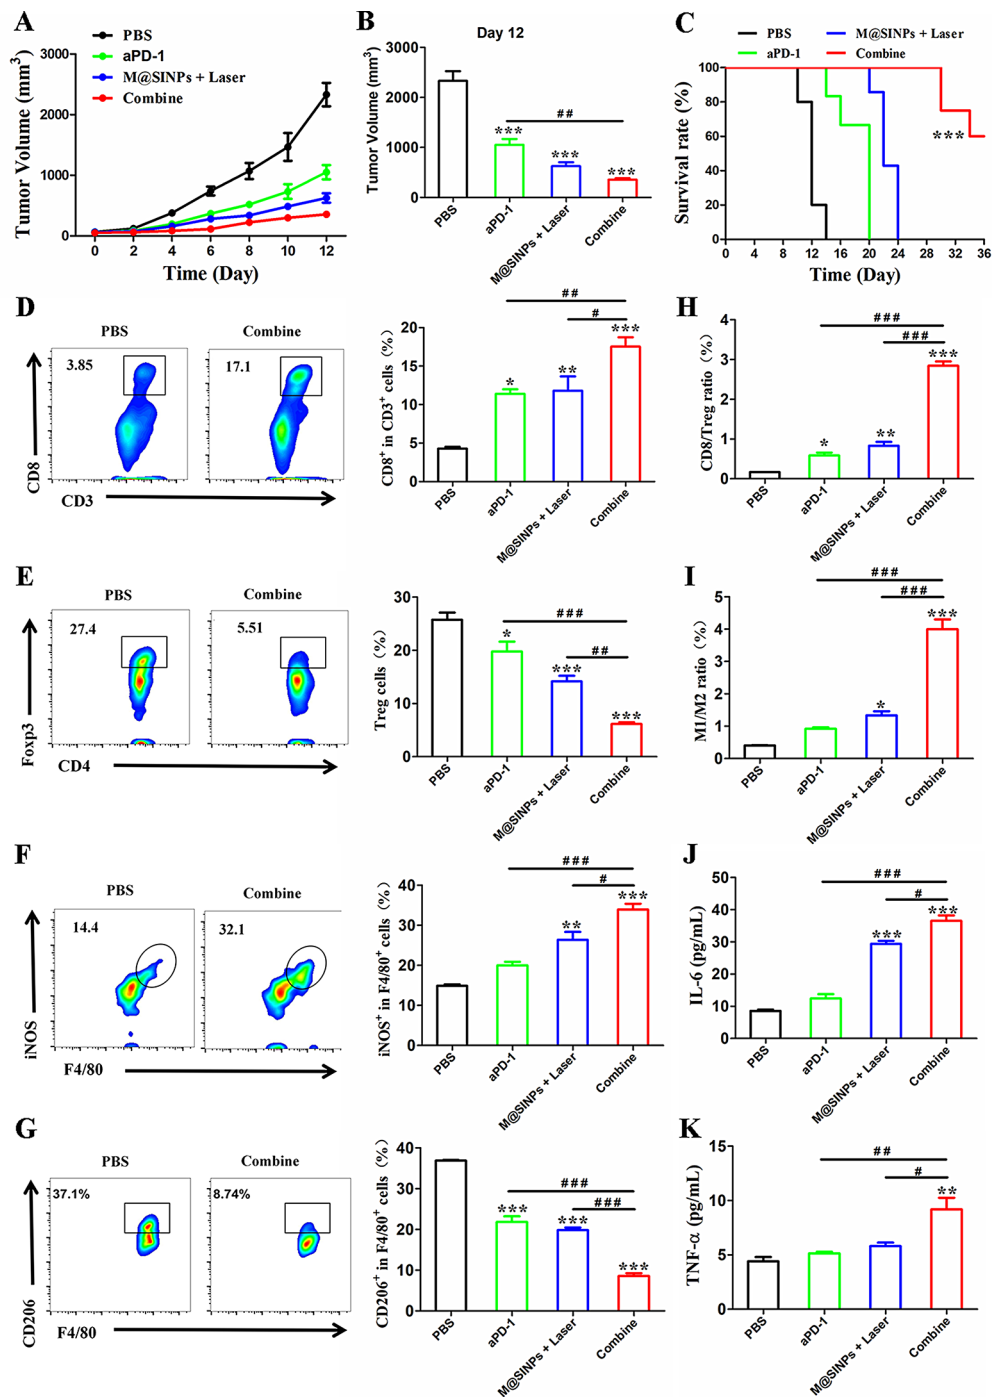 A
PBS
aPD-1
M@SINPs + Laser
Combine
Tumor Volume (mm³)
3000
2000
1000
0
0 2 4 6 8 10 12
Time (Day)
B
Day 12
Tumor Volume (mm³)
3000
2000
1000
0
##
***
***
***
PBS
aPD-1
M@SINPs + Laser
Combine
C
PBS
aPD-1
M@SINPs + Laser
Combine
Survival rate (%)
100
80
60
40
20
0
***
0 4 8 12 16 20 24 28 32 36
Time (Day)
D
PBS
Combine
3.85
17.1
CD8
CD3
CD8⁺ in CD3⁺ cells (%)
20
15
10
5
0
##
#
*
**
***
PBS
aPD-1
M@SINPs + Laser
Combine
H
CD8/Treg ratio (%)
4
3
2
1
0
###
###
*
**
***
PBS
aPD-1
M@SINPs + Laser
Combine
E
PBS
Combine
27.4
5.51
Foxp3
CD4
Treg cells (%)
30
20
10
0
###
##
*
***
***
PBS
aPD-1
M@SINPs + Laser
Combine
I
M1/M2 ratio (%)
5
4
3
2
1
0
###
###
*
***
PBS
aPD-1
M@SINPs + Laser
Combine
F
PBS
Combine
14.4
32.1
iNOS
F4/80
iNOS⁺ in F4/80⁺ cells (%)
40
30
20
10
0
###
#
**
***
PBS
aPD-1
M@SINPs + Laser
Combine
J
IL-6 (pg/mL)
50
40
30
20
10
0
###
#
***
***
PBS
aPD-1
M@SINPs + Laser
Combine
G
PBS
Combine
37.1%
8.74%
CD206
F4/80
CD206⁺ in F4/80⁺ cells (%)
40
30
20
10
0
###
###
***
***
***
PBS
aPD-1
M@SINPs + Laser
Combine
K
TNF-α (pg/mL)
15
10
5
0
##
#
**
PBS
aPD-1
M@SINPs + Laser
Combine